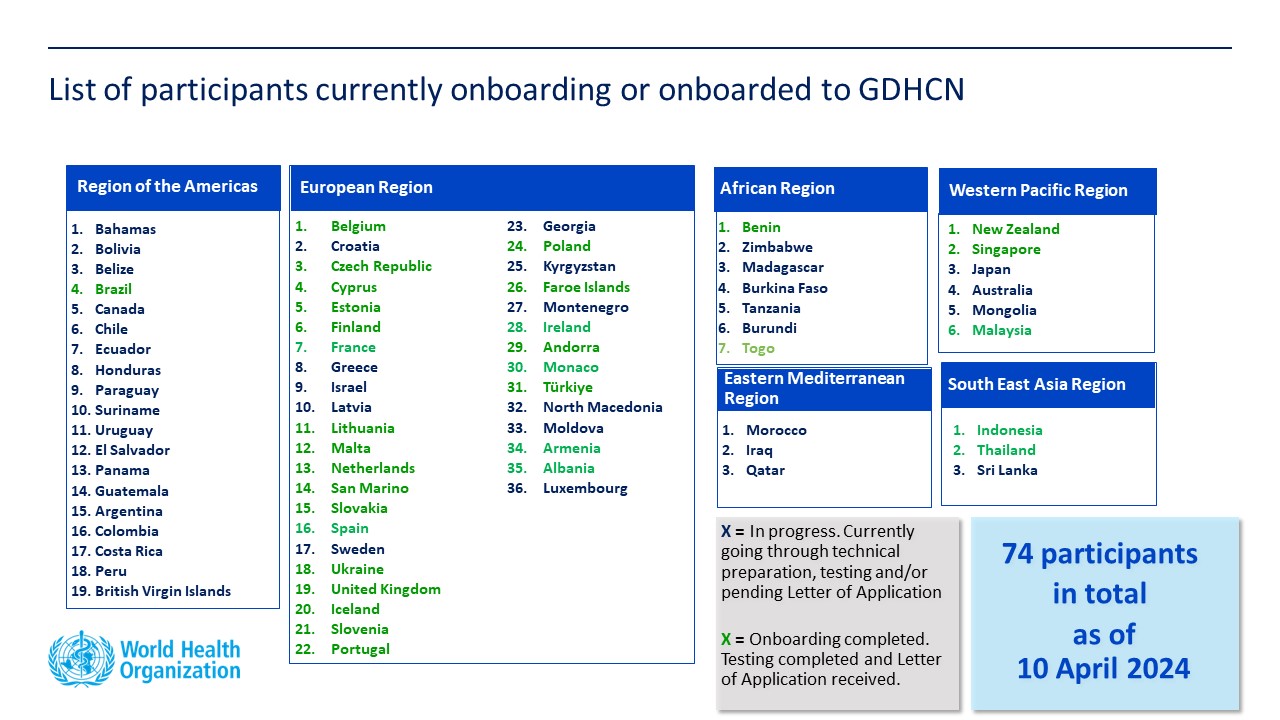 List of participants currently onboarding or onboarded to GDHCN
Region of the Americas
1. Bahamas
2. Bolivia
3. Belize
4. Brazil
5. Canada
6. Chile
7. Ecuador
8. Honduras
9. Paraguay
10. Suriname
11. Uruguay
12. El Salvador
13. Panama
14. Guatemala
15. Argentina
16. Colombia
17. Costa Rica
18. Peru
19. British Virgin Islands
European Region
1. Belgium
2. Croatia
3. Czech Republic
4. Cyprus
5. Estonia
6. Finland
7. France
8. Greece
9. Israel
10. Latvia
11. Lithuania
12. Malta
13. Netherlands
14. San Marino
15. Slovakia
16. Spain
17. Sweden
18. Ukraine
19. United Kingdom
20. Iceland
21. Slovenia
22. Portugal
23. Georgia
24. Poland
25. Kyrgyzstan
26. Faroe Islands
27. Montenegro
28. Ireland
29. Andorra
30. Monaco
31. Türkiye
32. North Macedonia
33. Moldova
34. Armenia
35. Albania
36. Luxembourg
African Region
1. Benin
2. Zimbabwe
3. Madagascar
4. Burkina Faso
5. Tanzania
6. Burundi
7. Togo
Western Pacific Region
1. New Zealand
2. Singapore
3. Japan
4. Australia
5. Mongolia
6. Malaysia
Eastern Mediterranean
Region
1. Morocco
2. Iraq
3. Qatar
South East Asia Region
1. Indonesia
2. Thailand
3. Sri Lanka
X = In progress. Currently
going through technical
preparation, testing and/or
pending Letter of Application
X = Onboarding completed.
Testing completed and Letter
of Application received.
74 participants
in total
as of
10 April 2024
World Health
Organization